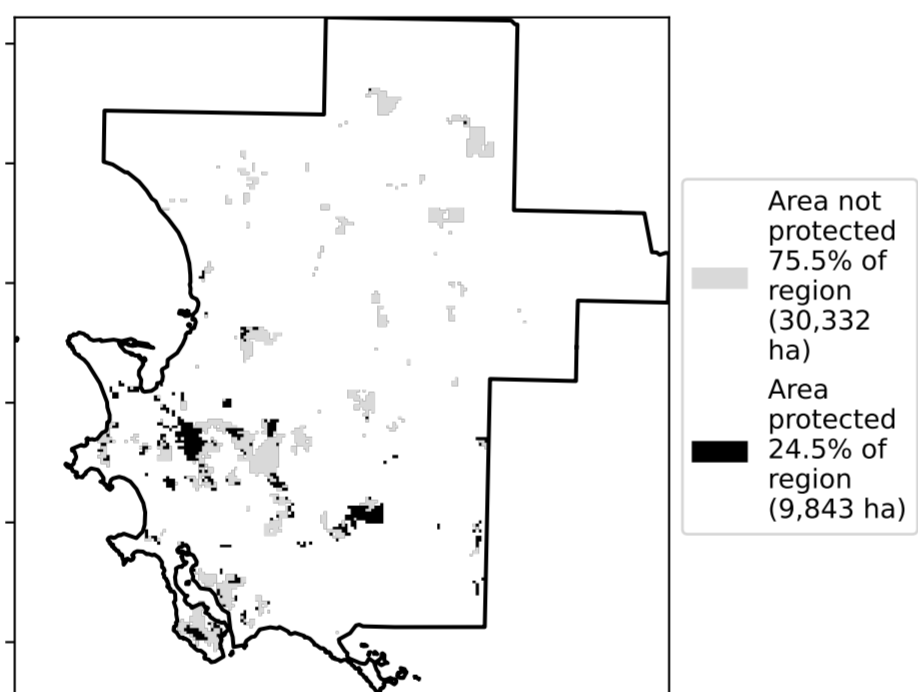 Area not
protected
75.5% of
region
(30,332
ha)
Area
protected
24.5% of
region
(9,843 ha)